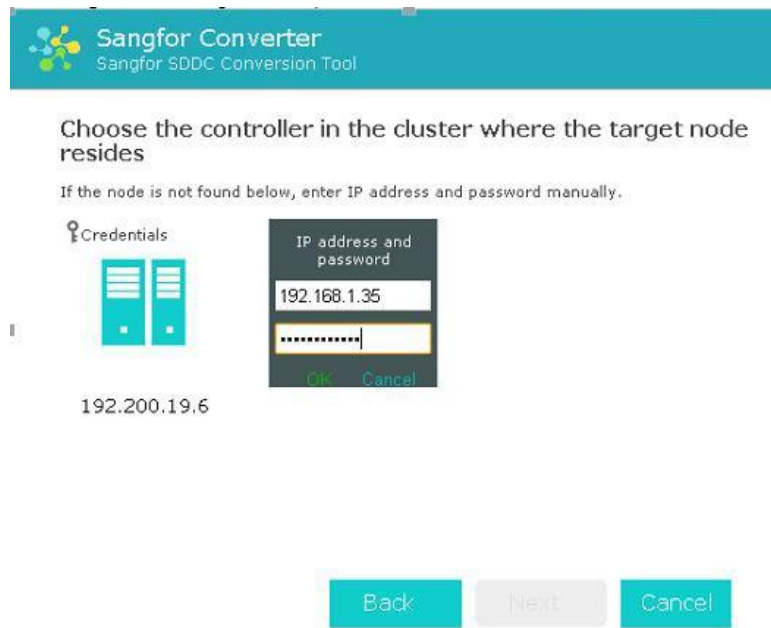 Sangfor Converter
Sangfor SDDC Conversion Tool
Choose the controller in the cluster where the target node
resides
If the node is not found below, enter IP address and password manually.
Credentials
IP address and
password
192.168.1.35
••••••••••••
OK Cancel
192.200.19.6
Back Next Cancel